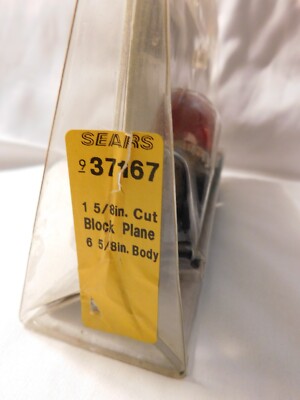 SEARS
9 37167
1 5/8in. Cut
Block Plane
6 5/8in. Body